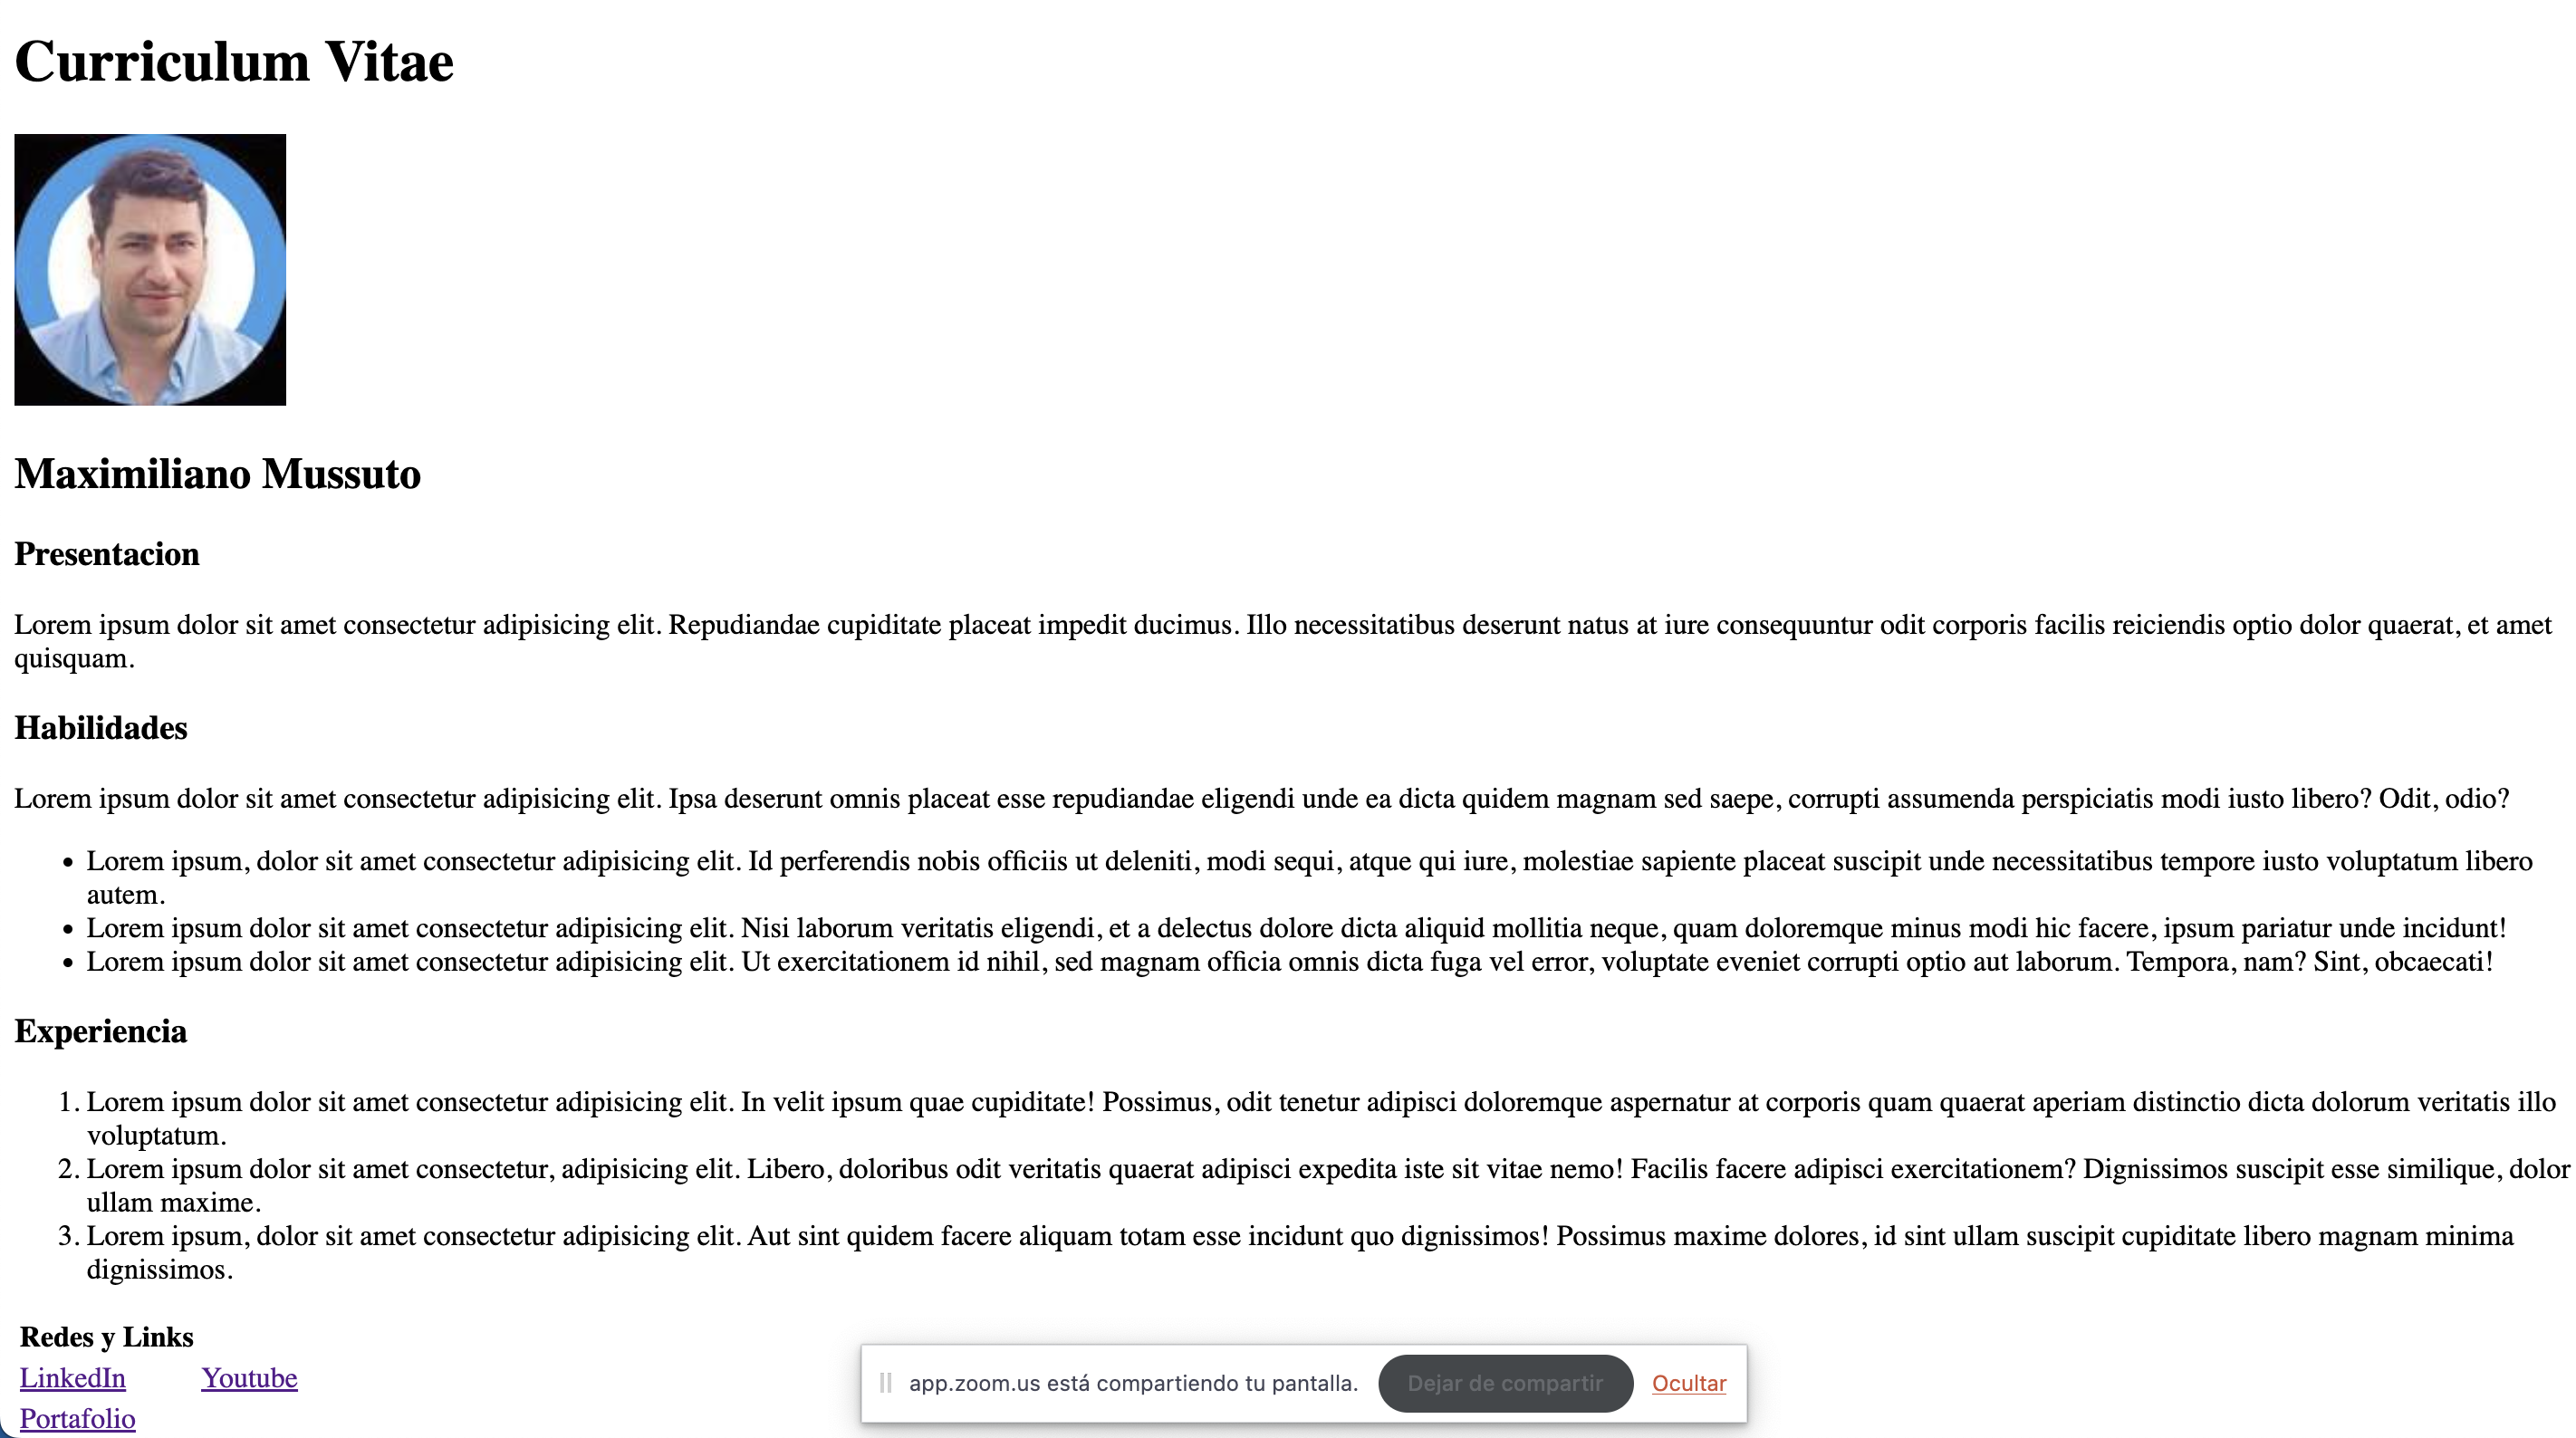 Curriculum Vitae
Maximiliano Mussuto
Presentacion
Lorem ipsum dolor sit amet consectetur adipisicing elit. Repudiandae cupiditate placeat impedit ducimus. Illo necessitatibus deserunt natus at iure consequuntur odit corporis facilis reiciendis optio dolor quaerat, et amet
quisquam.
Habilidades
Lorem ipsum dolor sit amet consectetur adipisicing elit. Ipsa deserunt omnis placeat esse repudiandae eligendi unde ea dicta quidem magnam sed saepe, corrupti assumenda perspiciatis modi iusto libero? Odit, odio?
• Lorem ipsum, dolor sit amet consectetur adipisicing elit. Id perferendis nobis officiis ut deleniti, modi sequi, atque qui iure, molestiae sapiente placeat suscipit unde necessitatibus tempore iusto voluptatum libero
autem.
• Lorem ipsum dolor sit amet consectetur adipisicing elit. Nisi laborum veritatis eligendi, et a delectus dolore dicta aliquid mollitia neque, quam doloremque minus modi hic facere, ipsum pariatur unde incidunt!
• Lorem ipsum dolor sit amet consectetur adipisicing elit. Ut exercitationem id nihil, sed magnam officia omnis dicta fuga vel error, voluptate eveniet corrupti optio aut laborum. Tempora, nam? Sint, obcaecati!
Experiencia
1. Lorem ipsum dolor sit amet consectetur adipisicing elit. In velit ipsum quae cupiditate! Possimus, odit tenetur adipisci doloremque aspernatur at corporis quam quaerat aperiam distinctio dicta dolorum veritatis illo
voluptatum.
2. Lorem ipsum dolor sit amet consectetur, adipisicing elit. Libero, doloribus odit veritatis quaerat adipisci expedita iste sit vitae nemo! Facilis facere adipisci exercitationem? Dignissimos suscipit esse similique, dolor
ullam maxime.
3. Lorem ipsum, dolor sit amet consectetur adipisicing elit. Aut sint quidem facere aliquam totam esse incidunt quo dignissimos! Possimus maxime dolores, id sint ullam suscipit cupiditate libero magnam minima
dignissimos.
Redes y Links
LinkedIn Youtube
Portafolio
app.zoom.us está compartiendo tu pantalla. Dejar de compartir Ocultar